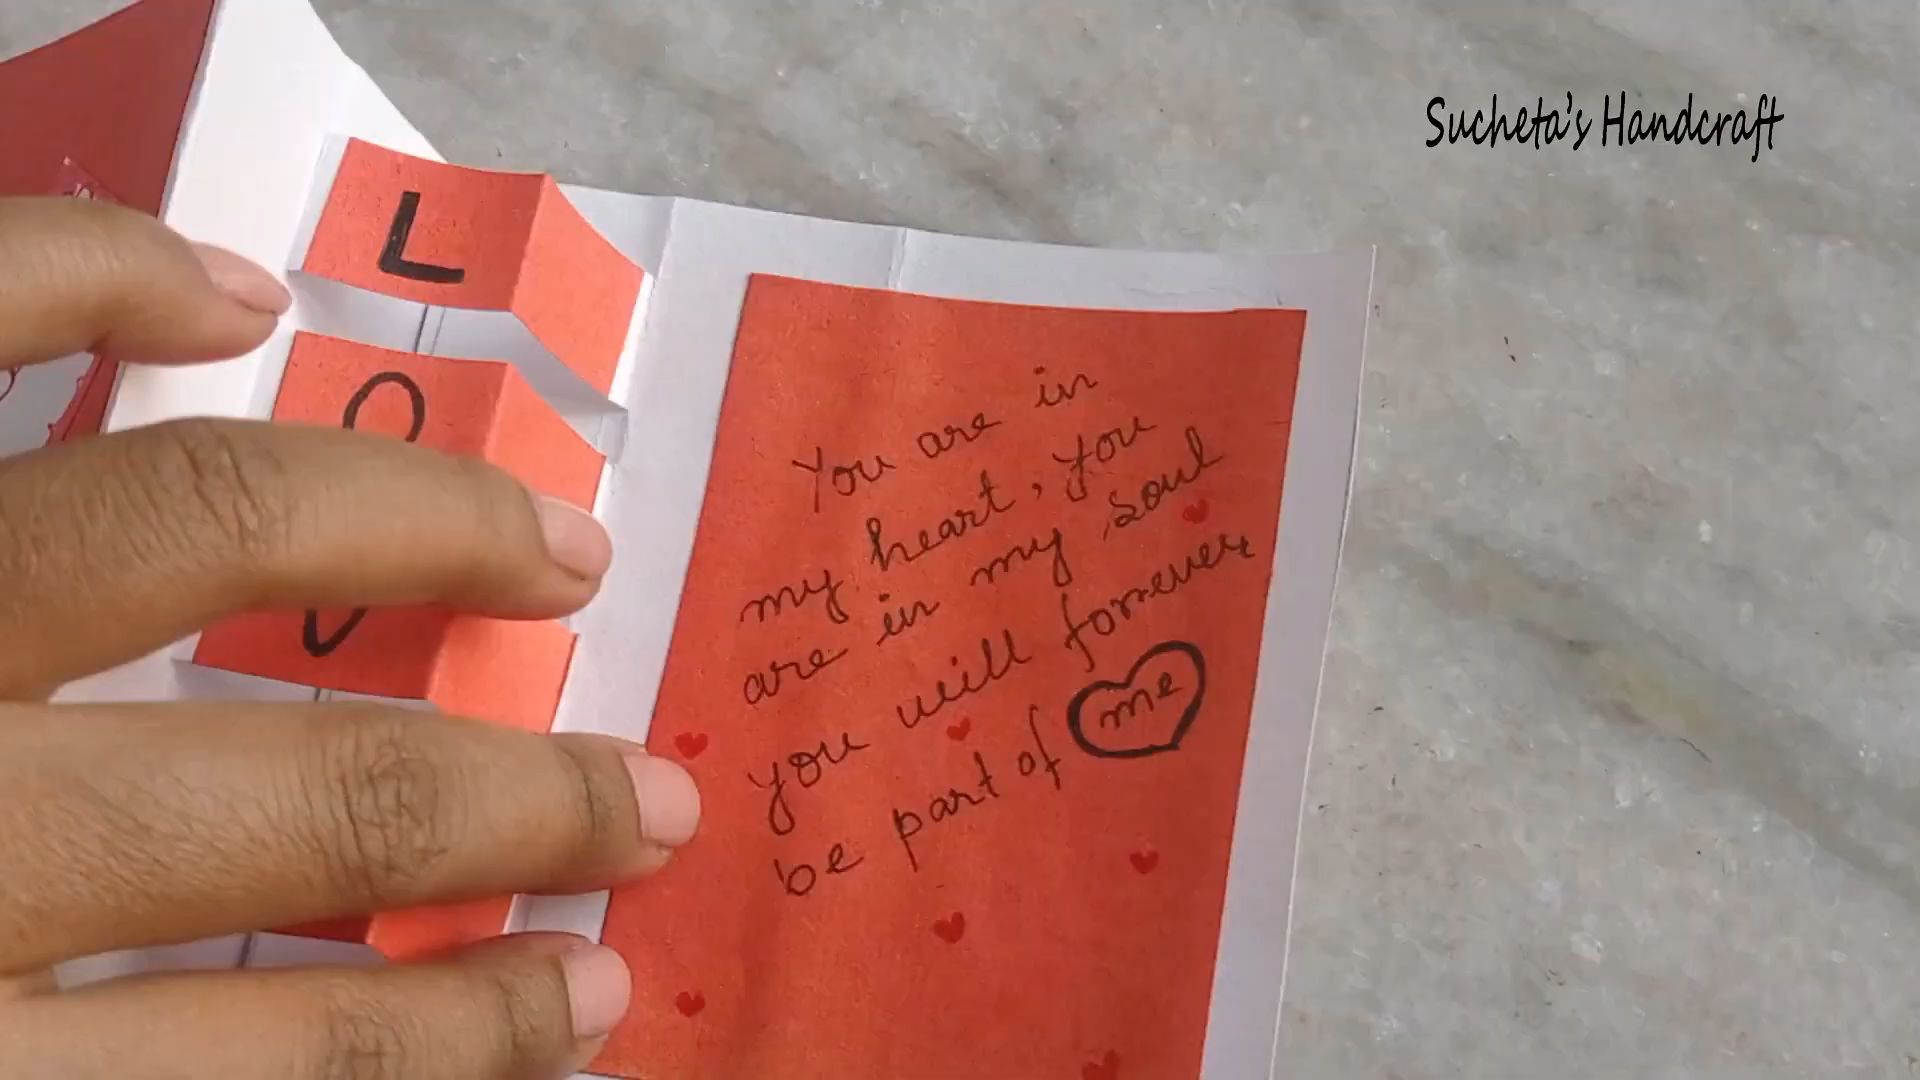 Sucheta's Handcraft
L
O
You are in
my heart, you
are in my soul
you will forever
be part of me